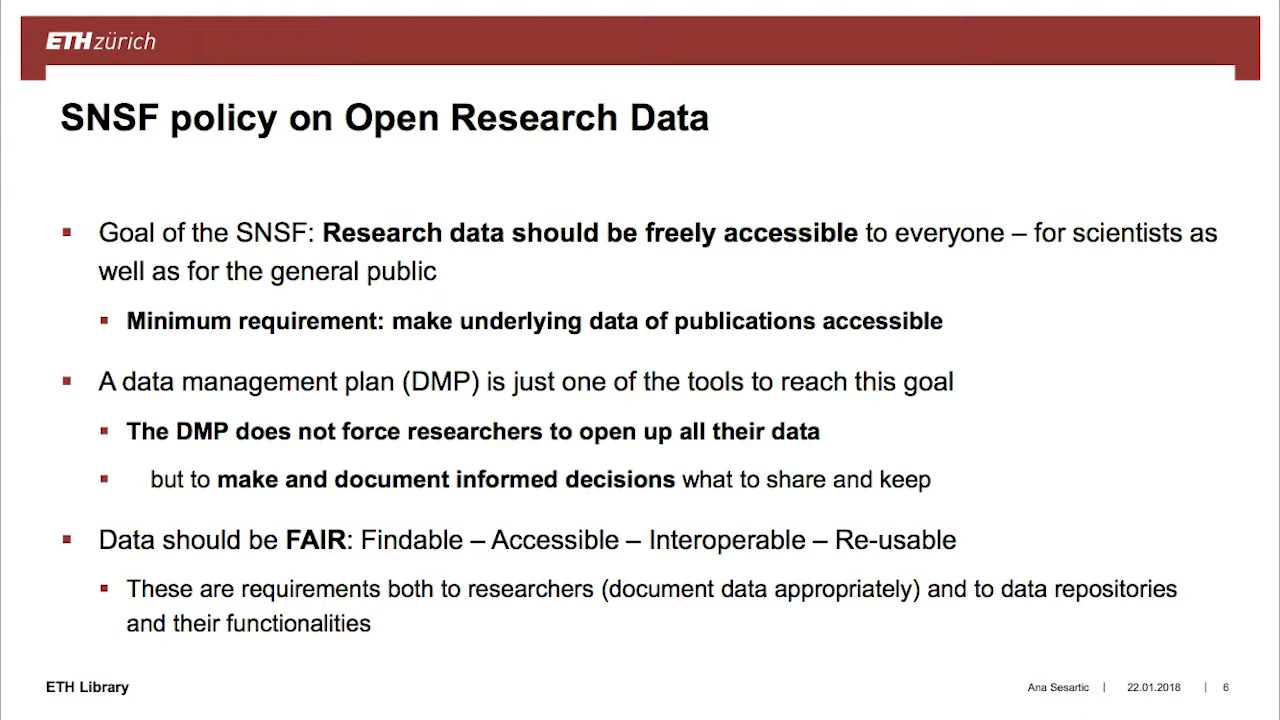 ETH zürich
SNSF policy on Open Research Data
▪ Goal of the SNSF: Research data should be freely accessible to everyone – for scientists as
well as for the general public
▪ Minimum requirement: make underlying data of publications accessible
▪ A data management plan (DMP) is just one of the tools to reach this goal
▪ The DMP does not force researchers to open up all their data
▪ but to make and document informed decisions what to share and keep
▪ Data should be FAIR: Findable – Accessible – Interoperable – Re-usable
▪ These are requirements both to researchers (document data appropriately) and to data repositories
and their functionalities
ETH Library
Ana Sesartic | 22.01.2018 | 6